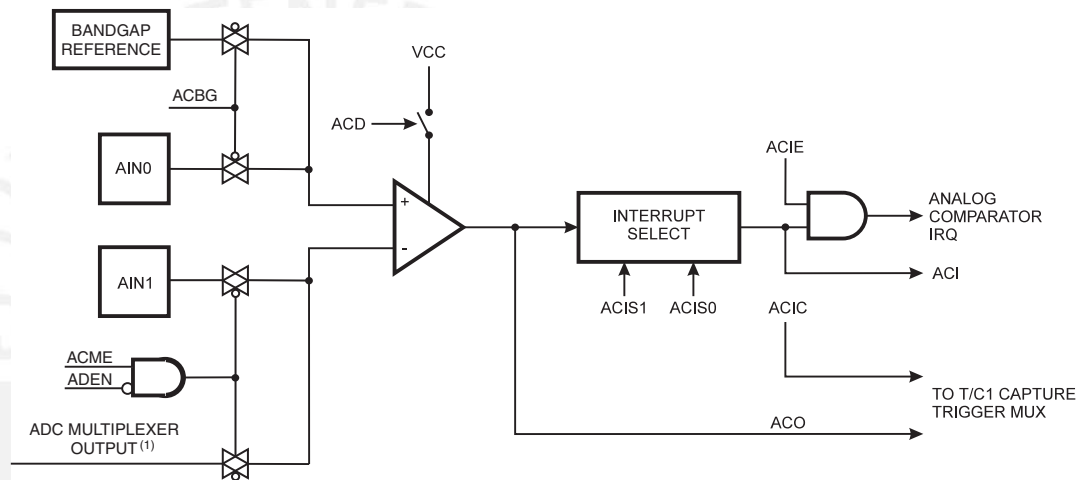 BANDGAP
REFERENCE
VCC
ACBG
ACD
AIN0
ACIE
+
-
INTERRUPT
SELECT
ANALOG
COMPARATOR
IRQ
AIN1
ACI
ACIS1
ACIS0
ACIC
ACME
ADEN
TO T/C1 CAPTURE
TRIGGER MUX
ADC MULTIPLEXER
OUTPUT (1)
ACO